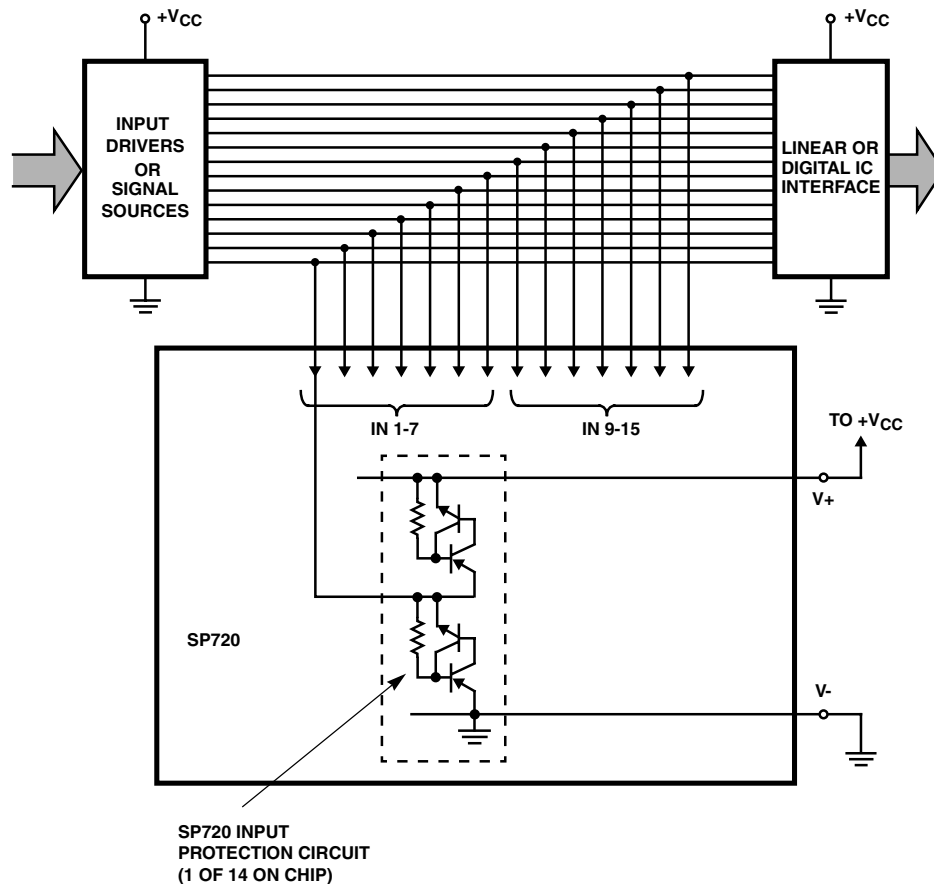 +VCC
+VCC
INPUT
DRIVERS
OR
SIGNAL
SOURCES
LINEAR OR
DIGITAL IC
INTERFACE
IN 1-7
IN 9-15
TO +VCC
V+
SP720
V-
SP720 INPUT
PROTECTION CIRCUIT
(1 OF 14 ON CHIP)